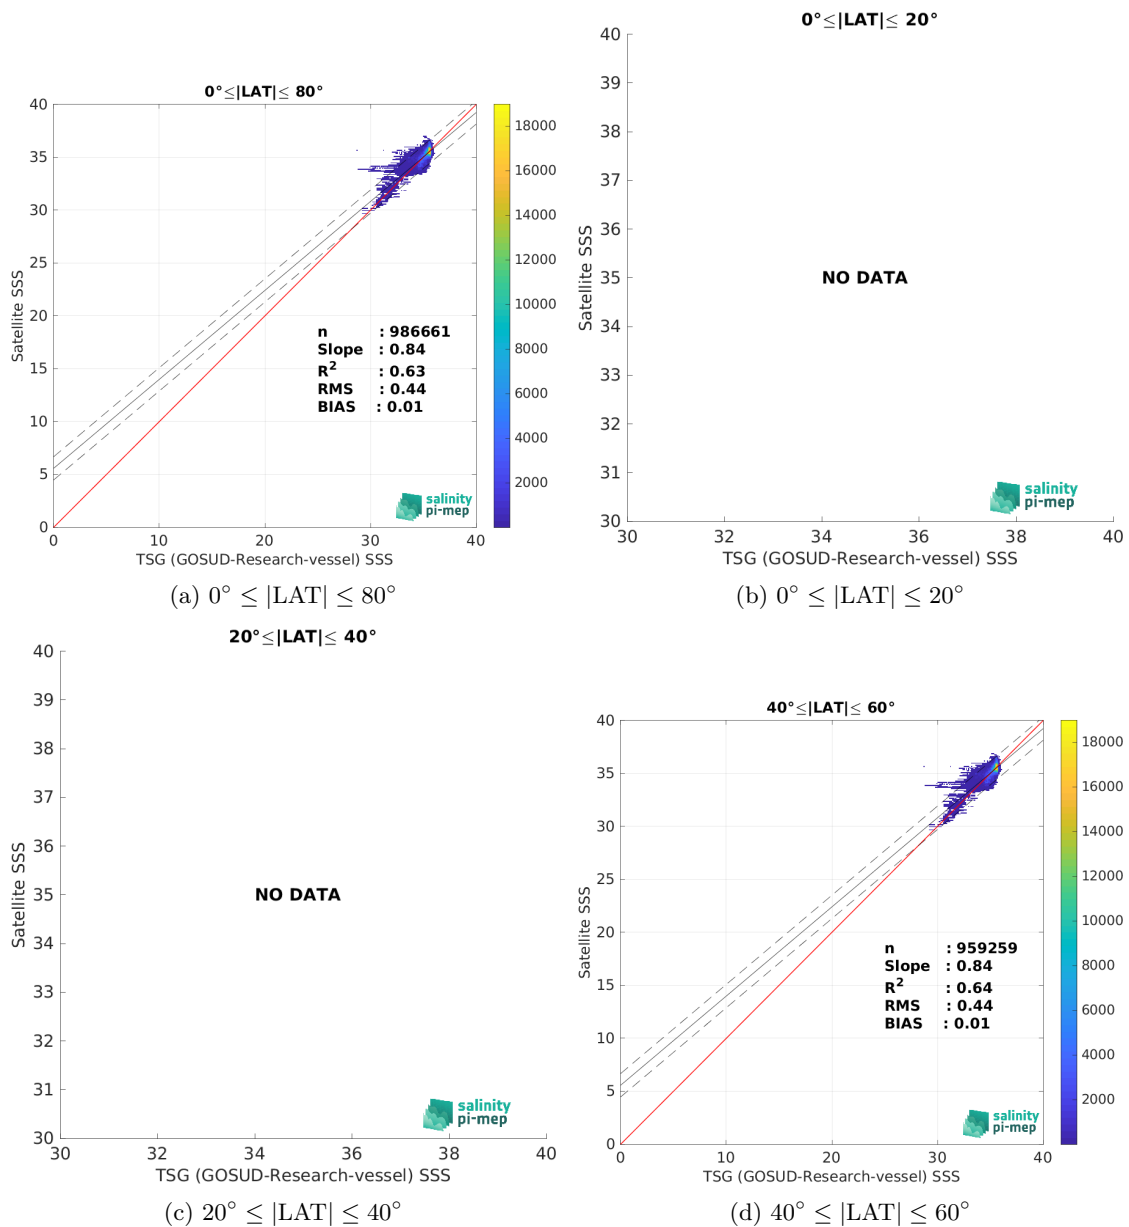 0°≤|LAT|≤ 80°
40
35
30
25
20
15
10
5
0
Satellite SSS
n : 986661
Slope : 0.84
R² : 0.63
RMS : 0.44
BIAS : 0.01
salinity
pi-mep
0 10 20 30 40
TSG (GOSUD-Research-vessel) SSS
18000
16000
14000
12000
10000
8000
6000
4000
2000
(a) 0° ≤ |LAT| ≤ 80°
0°≤|LAT|≤ 20°
40
39
38
37
36
35
34
33
32
31
30
Satellite SSS
NO DATA
salinity
pi-mep
30 32 34 36 38 40
TSG (GOSUD-Research-vessel) SSS
(b) 0° ≤ |LAT| ≤ 20°
20°≤|LAT|≤ 40°
40
39
38
37
36
35
34
33
32
31
30
Satellite SSS
NO DATA
salinity
pi-mep
30 32 34 36 38 40
TSG (GOSUD-Research-vessel) SSS
(c) 20° ≤ |LAT| ≤ 40°
40°≤|LAT|≤ 60°
40
35
30
25
20
15
10
5
0
Satellite SSS
n : 959259
Slope : 0.84
R² : 0.64
RMS : 0.44
BIAS : 0.01
salinity
pi-mep
0 10 20 30 40
TSG (GOSUD-Research-vessel) SSS
18000
16000
14000
12000
10000
8000
6000
4000
2000
(d) 40° ≤ |LAT| ≤ 60°